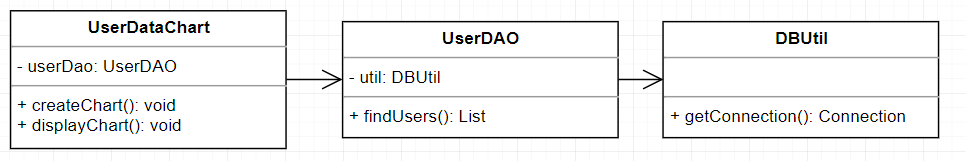 UserDataChart
- userDao: UserDAO
+ createChart(): void
+ displayChart(): void
UserDAO
- util: DBUtil
+ findUsers(): List
DBUtil
+ getConnection(): Connection